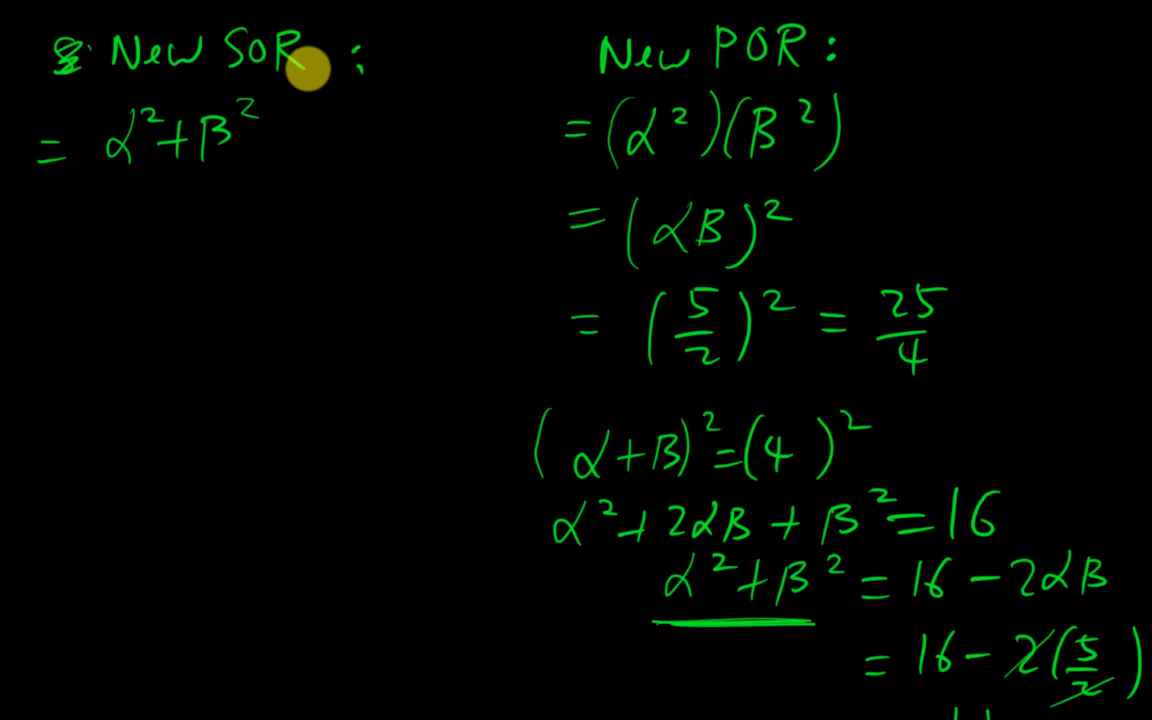 New SOR :
= α² + β²
New POR :
= (α²)(β²)
= (αβ)²
= (5/2)² = 25/4
(α+β)² = (4)²
α² + 2αβ + β² = 16
α² + β² = 16 - 2αβ
= 16 - 2(5/2)